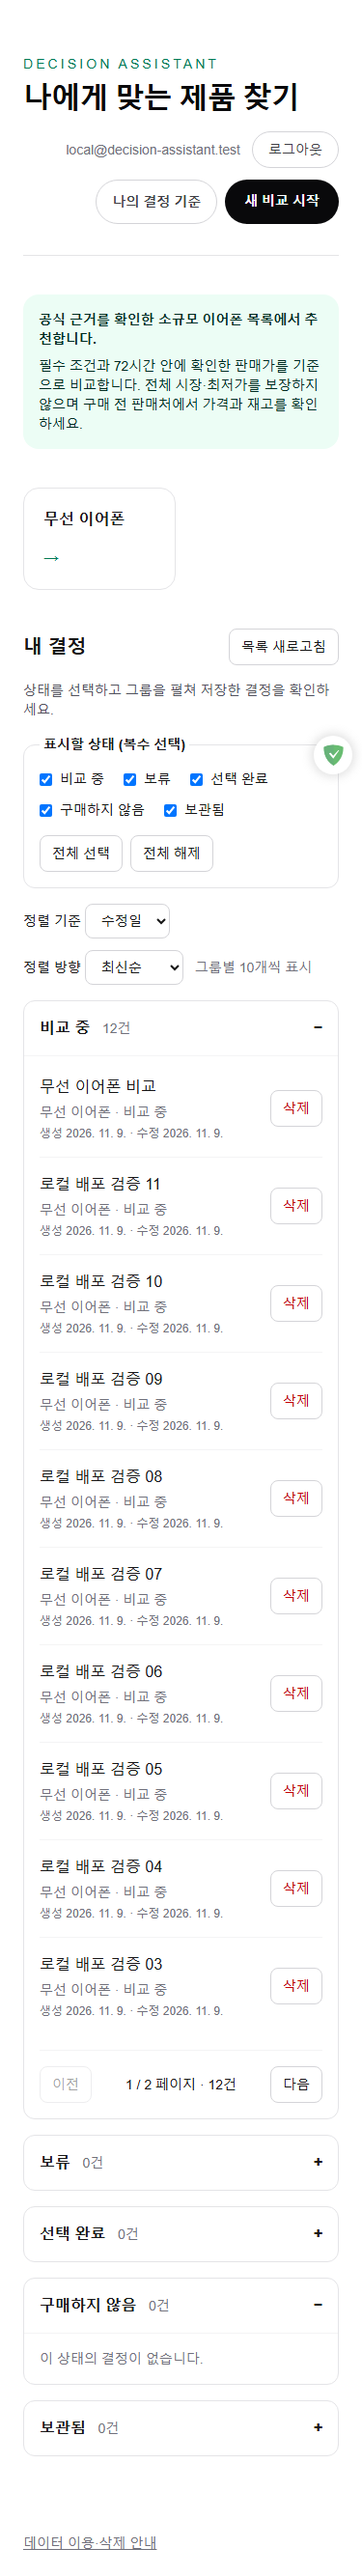 DECISION ASSISTANT
나에게 맞는 제품 찾기
local@decision-assistant.test 로그아웃
나의 결정 기준 새 비교 시작
공식 근거를 확인한 소규모 이어폰 목록에서 추
천합니다.
필수 조건과 72시간 안에 확인한 판매가를 기준
으로 비교합니다. 전체 시장·최저가를 보장하지
않으며 구매 전 판매처에서 가격과 재고를 확인
하세요.
무선 이어폰
→
내 결정 목록 새로고침
상태를 선택하고 그룹을 펼쳐 저장한 결정을 확인하
세요.
표시할 상태 (복수 선택)
비교 중 보류 선택 완료
구매하지 않음 보관됨
전체 선택 전체 해제
정렬 기준 수정일
정렬 방향 최신순 그룹별 10개씩 표시
비교 중 12건 −
무선 이어폰 비교
무선 이어폰 · 비교 중
생성 2026. 11. 9. · 수정 2026. 11. 9.
삭제
로컬 배포 검증 11
무선 이어폰 · 비교 중
생성 2026. 11. 9. · 수정 2026. 11. 9.
삭제
로컬 배포 검증 10
무선 이어폰 · 비교 중
생성 2026. 11. 9. · 수정 2026. 11. 9.
삭제
로컬 배포 검증 09
무선 이어폰 · 비교 중
생성 2026. 11. 9. · 수정 2026. 11. 9.
삭제
로컬 배포 검증 08
무선 이어폰 · 비교 중
생성 2026. 11. 9. · 수정 2026. 11. 9.
삭제
로컬 배포 검증 07
무선 이어폰 · 비교 중
생성 2026. 11. 9. · 수정 2026. 11. 9.
삭제
로컬 배포 검증 06
무선 이어폰 · 비교 중
생성 2026. 11. 9. · 수정 2026. 11. 9.
삭제
로컬 배포 검증 05
무선 이어폰 · 비교 중
생성 2026. 11. 9. · 수정 2026. 11. 9.
삭제
로컬 배포 검증 04
무선 이어폰 · 비교 중
생성 2026. 11. 9. · 수정 2026. 11. 9.
삭제
로컬 배포 검증 03
무선 이어폰 · 비교 중
생성 2026. 11. 9. · 수정 2026. 11. 9.
삭제
이전 1 / 2 페이지 · 12건 다음
보류 0건 +
선택 완료 0건 +
구매하지 않음 0건 −
이 상태의 결정이 없습니다.
보관됨 0건 +
데이터 이용·삭제 안내